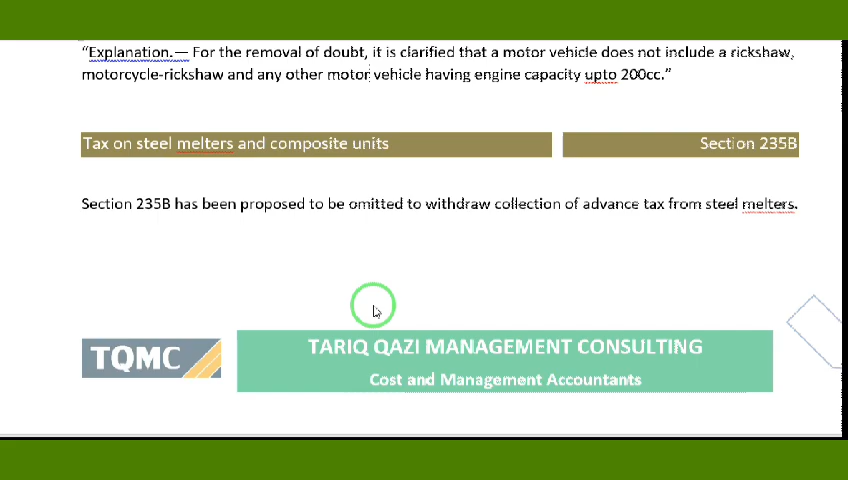 “Explanation.— For the removal of doubt, it is clarified that a motor vehicle does not include a rickshaw,
motorcycle-rickshaw and any other motor vehicle having engine capacity upto 200cc.”
Tax on steel melters and composite units Section 235B
Section 235B has been proposed to be omitted to withdraw collection of advance tax from steel melters.
TQMC
TARIQ QAZI MANAGEMENT CONSULTING
Cost and Management Accountants